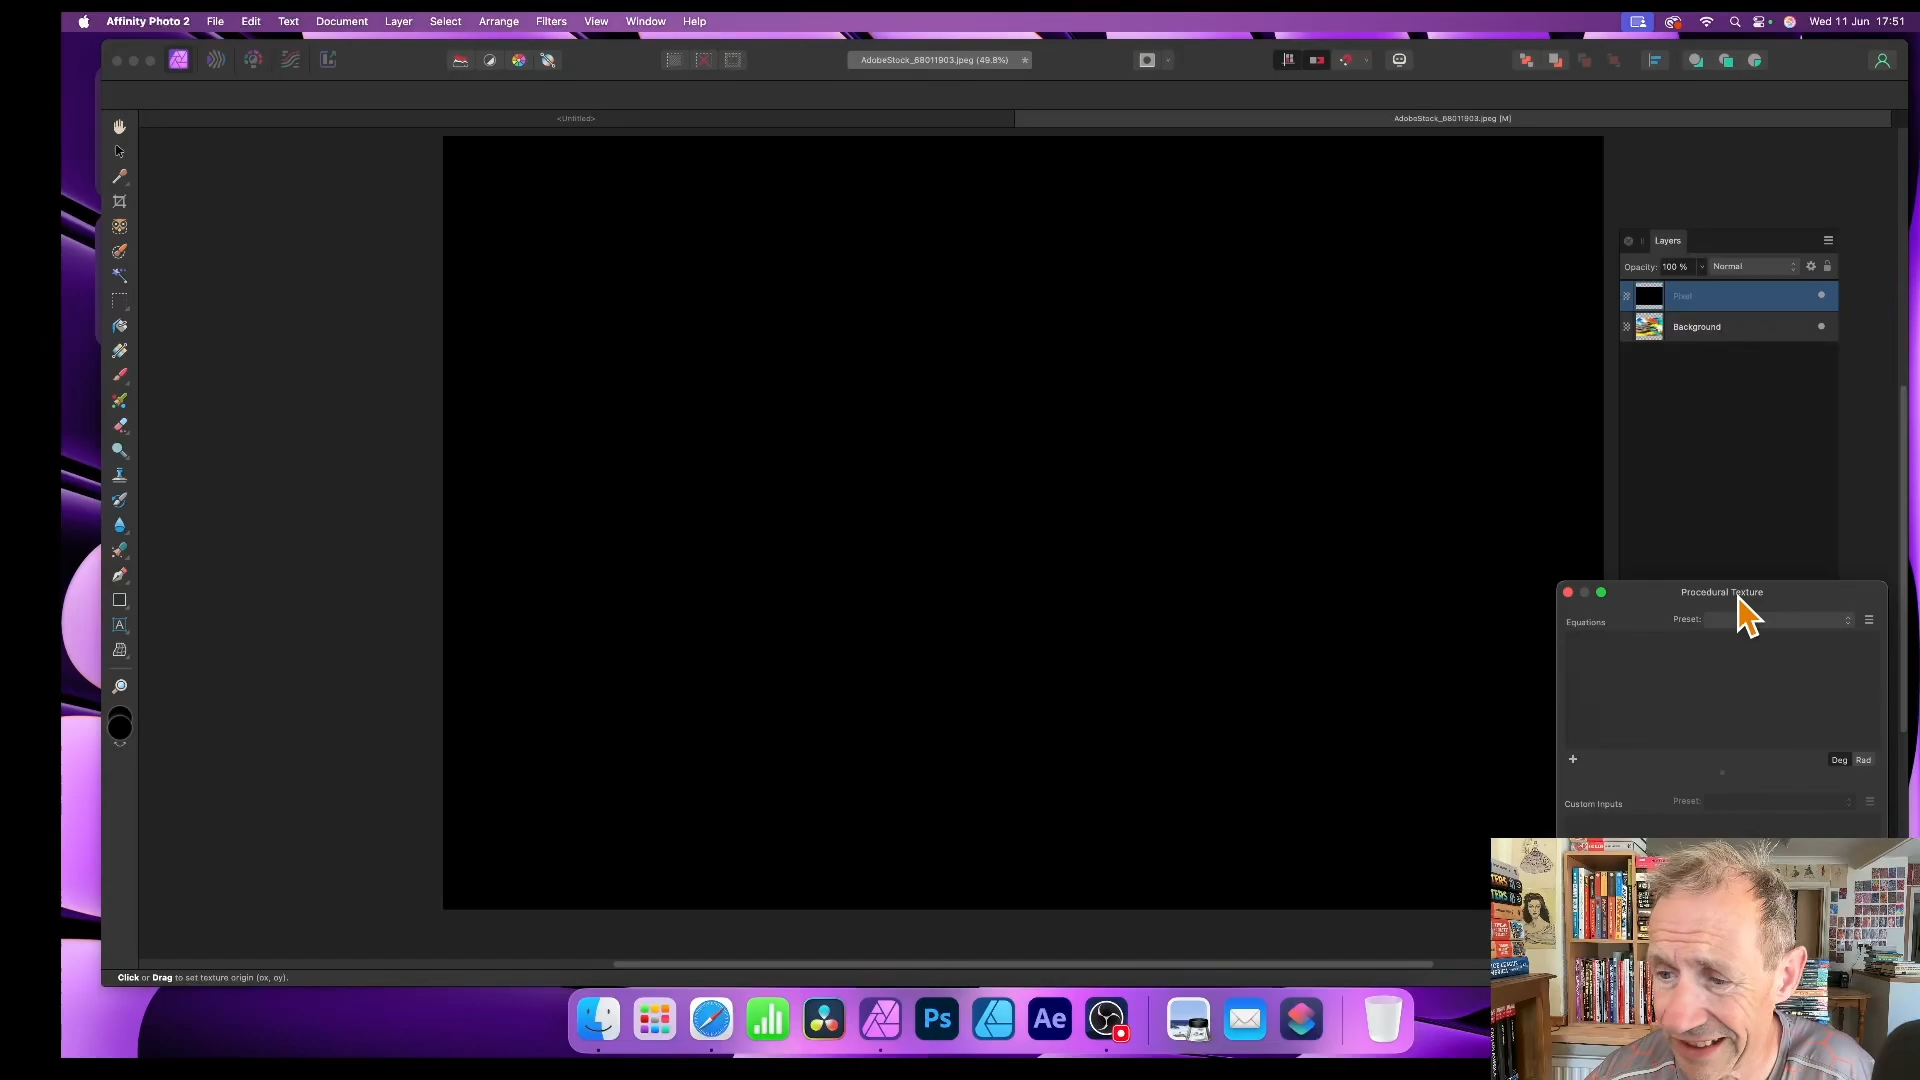 Affinity Photo 2 File Edit Text Document Layer Select Arrange Filters View Window Help Wed 11 Jun 17:51
AdobeStock_68011903.jpeg (49.8%)
<Untitled>
AdobeStock_68011903.jpeg [M]
Layers
Opacity: 100 % Normal
Pixel
Background
Procedural Texture
Equations Preset:
Deg Rad
Custom Inputs Preset:
Click or Drag to set texture origin (ox, oy).
Ps
Ae